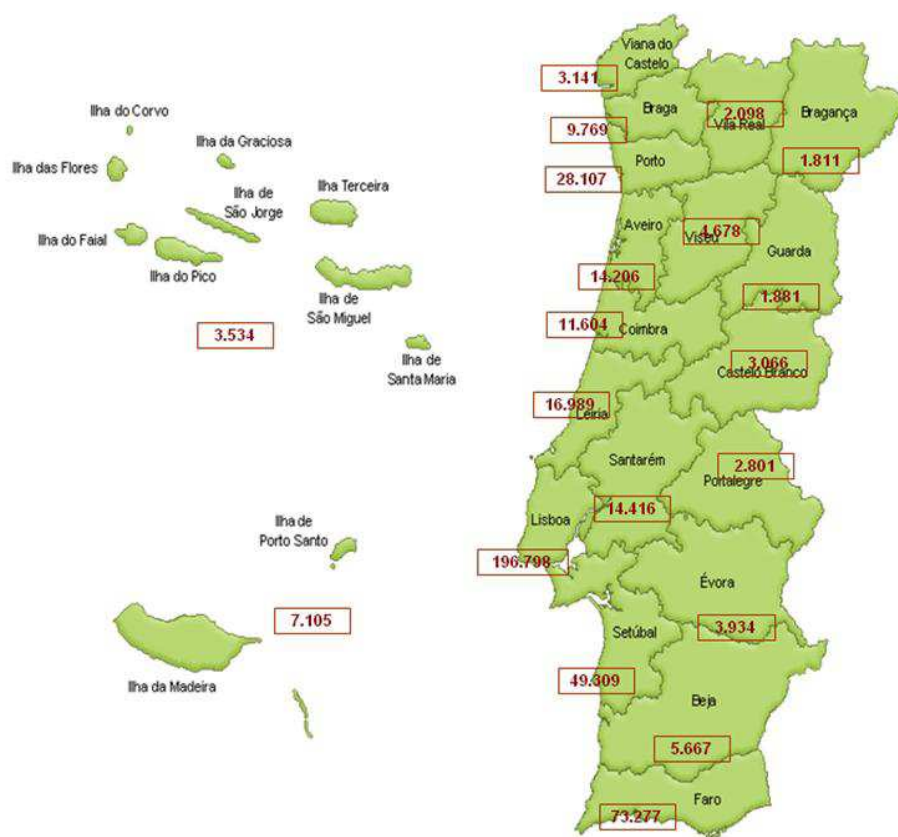 Viana do
Castelo
3.141
Braga
9.769
2.098
Vila Real
Bragança
1.811
Porto
28.107
Aveiro
14.206
4.678
Viseu
Guarda
1.881
11.604
Coimbra
3.066
Castelo Branco
16.989
Leiria
Santarém
14.416
2.801
Portalegre
Lisboa
196.798
Évora
3.934
Setúbal
49.309
Beja
5.667
Faro
73.277
Ilha do Corvo
Ilha das Flores
Ilha da Graciosa
Ilha de
São Jorge
Ilha Terceira
Ilha do Faial
Ilha do Pico
Ilha de
São Miguel
3.534
Ilha de
Santa Maria
Ilha de
Porto Santo
7.105
Ilha da Madeira